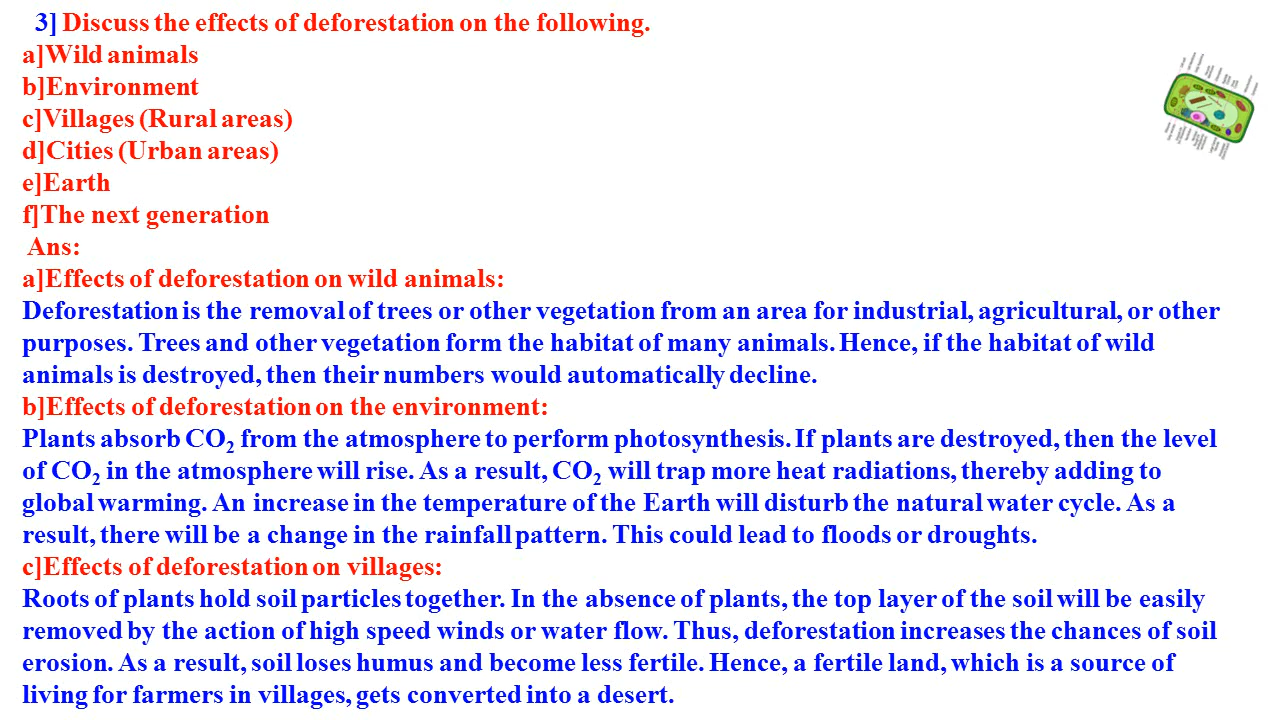 3] Discuss the effects of deforestation on the following.
a]Wild animals
b]Environment
c]Villages (Rural areas)
d]Cities (Urban areas)
e]Earth
f]The next generation
Ans:
a]Effects of deforestation on wild animals:
Deforestation is the removal of trees or other vegetation from an area for industrial, agricultural, or other
purposes. Trees and other vegetation form the habitat of many animals. Hence, if the habitat of wild
animals is destroyed, then their numbers would automatically decline.
b]Effects of deforestation on the environment:
Plants absorb CO₂ from the atmosphere to perform photosynthesis. If plants are destroyed, then the level
of CO₂ in the atmosphere will rise. As a result, CO₂ will trap more heat radiations, thereby adding to
global warming. An increase in the temperature of the Earth will disturb the natural water cycle. As a
result, there will be a change in the rainfall pattern. This could lead to floods or droughts.
c]Effects of deforestation on villages:
Roots of plants hold soil particles together. In the absence of plants, the top layer of the soil will be easily
removed by the action of high speed winds or water flow. Thus, deforestation increases the chances of soil
erosion. As a result, soil loses humus and become less fertile. Hence, a fertile land, which is a source of
living for farmers in villages, gets converted into a desert.